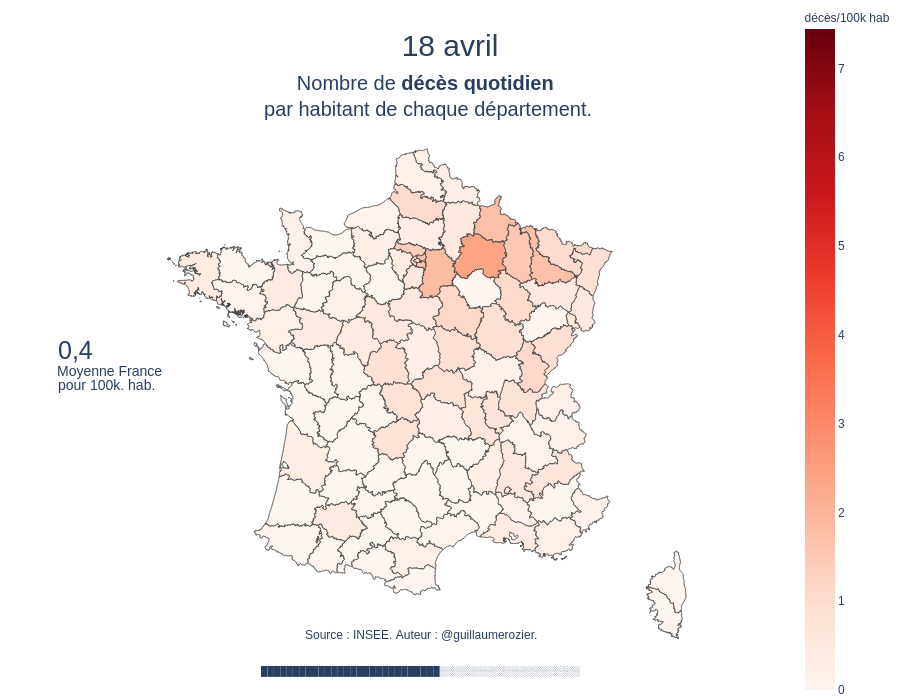 18 avril
Nombre de décès quotidien
par habitant de chaque département.
décès/100k hab
7
6
5
4
3
2
1
0
0,4
Moyenne France
pour 100k. hab.
Source : INSEE. Auteur : @guillaumerozier.